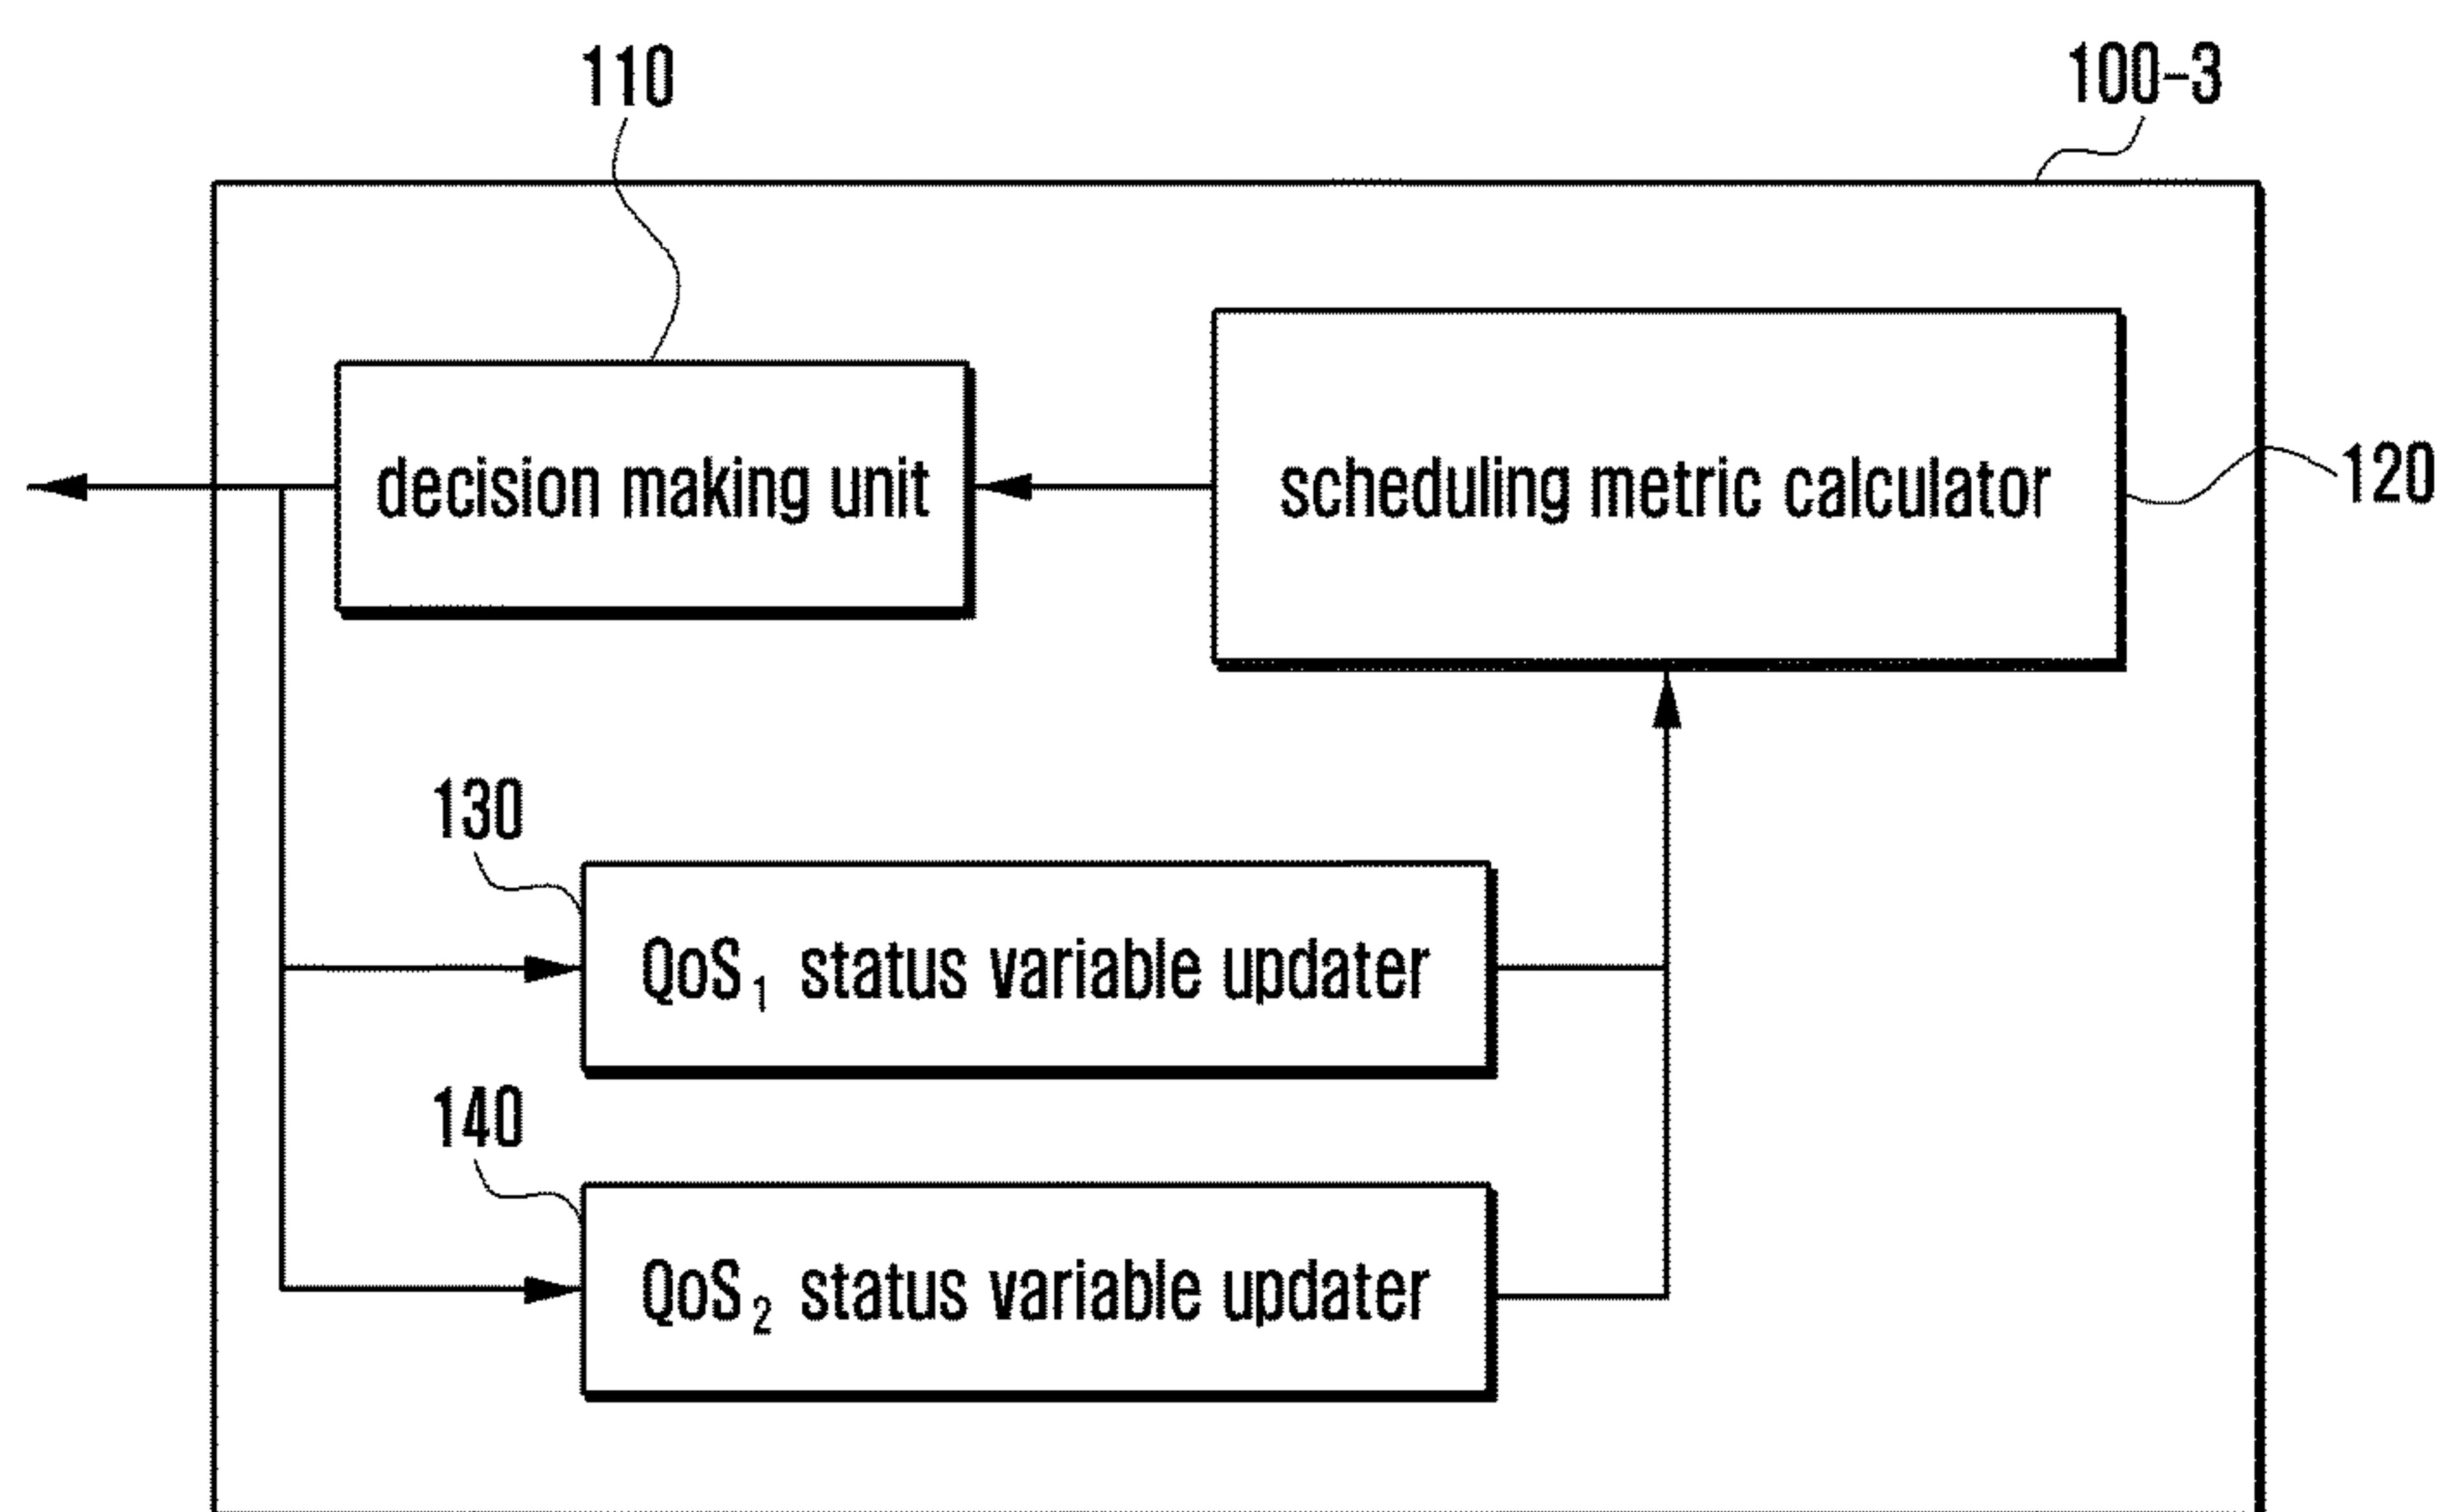 110
100-3
decision making unit
scheduling metric calculator
120
130
QoS₁ status variable updater
140
QoS₂ status variable updater